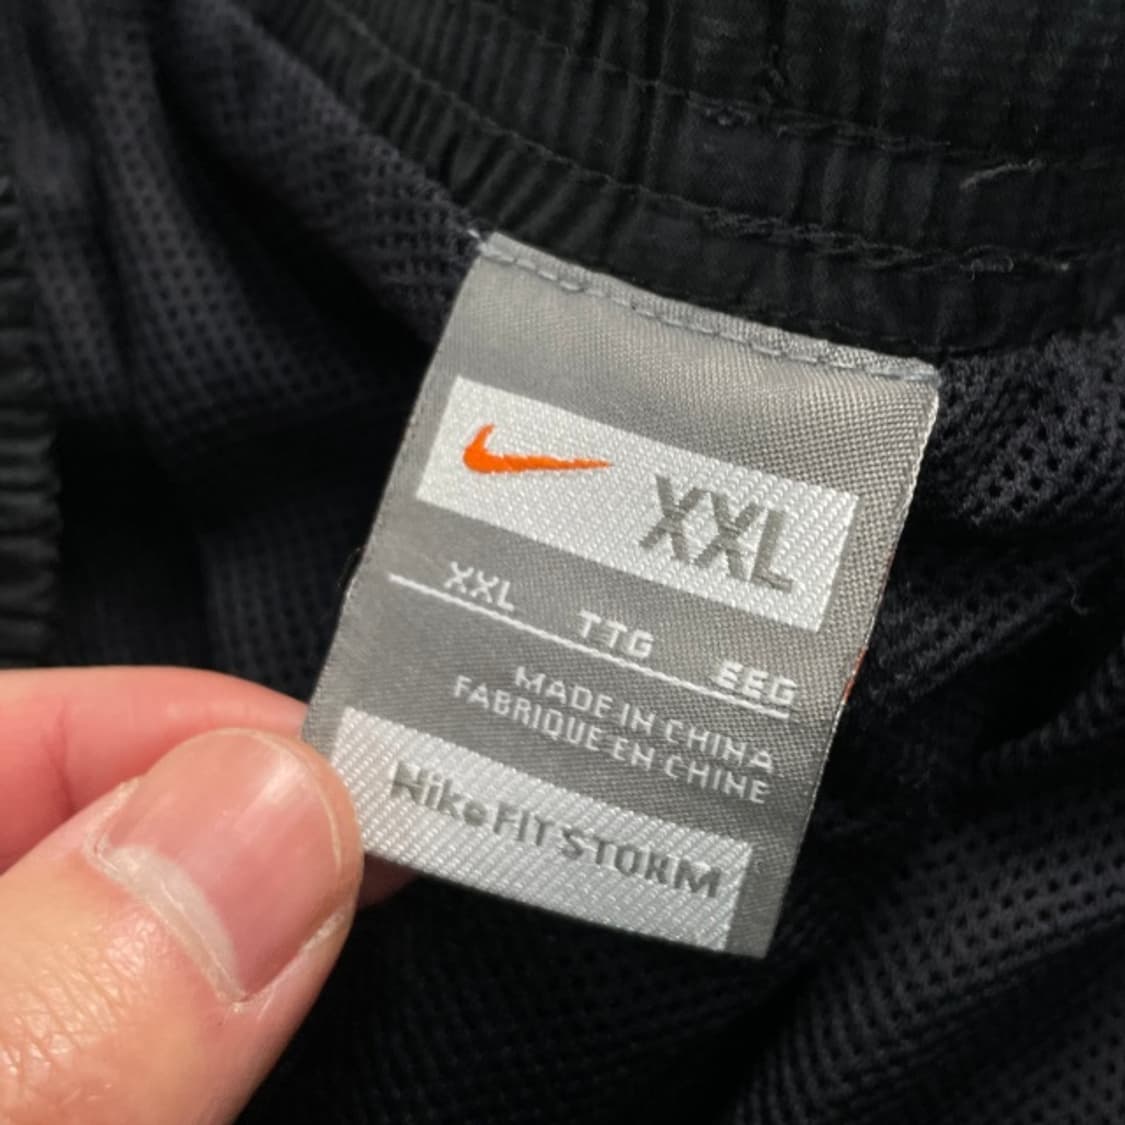 XXL
XXL TTG EEG
MADE IN CHINA
FABRIQUE EN CHINE
Nike FIT STORM